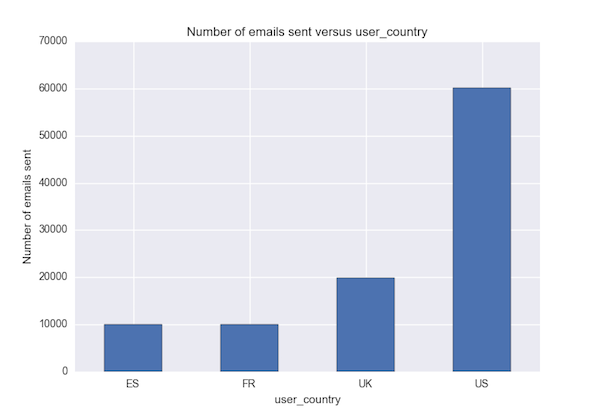 Number of emails sent versus user_country
70000
60000
50000
40000
30000
20000
10000
0
Number of emails sent
ES FR UK US
user_country